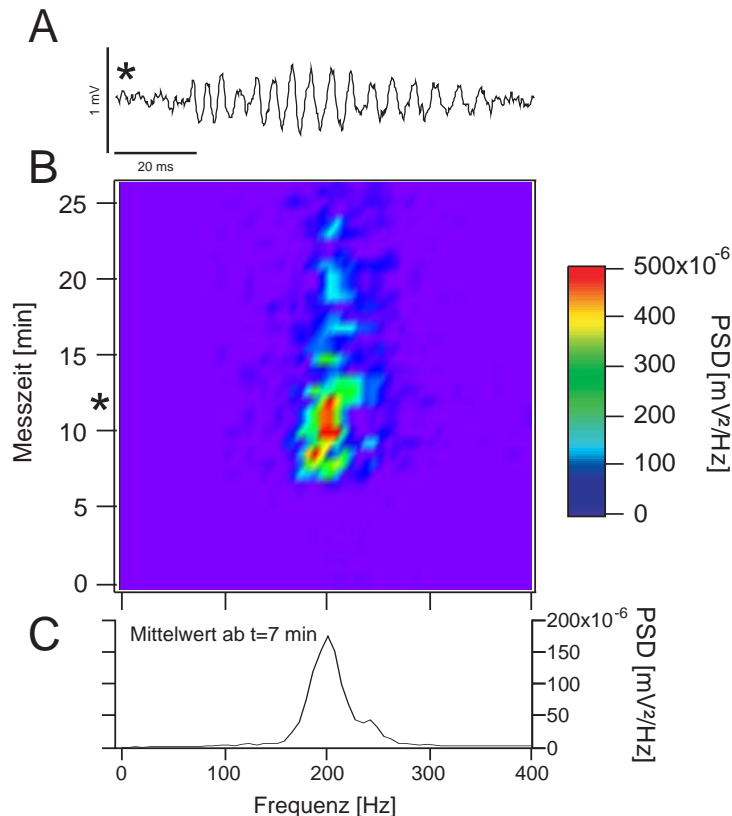 A
*
1 mV
20 ms
B
25
20
15
10
5
0
Messzeit [min]
*
500x10-6
400
300
200
100
0
PSD [mV²/Hz]
C
Mittelwert ab t=7 min
200x10-6
150
100
50
0
PSD [mV²/Hz]
0 100 200 300 400
Frequenz [Hz]